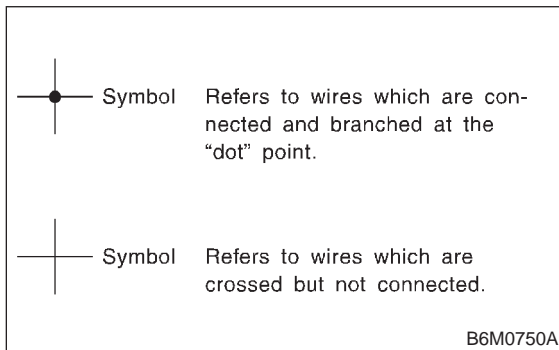 Symbol Refers to wires which are con-
nected and branched at the
“dot” point.
Symbol Refers to wires which are
crossed but not connected.
B6M0750A